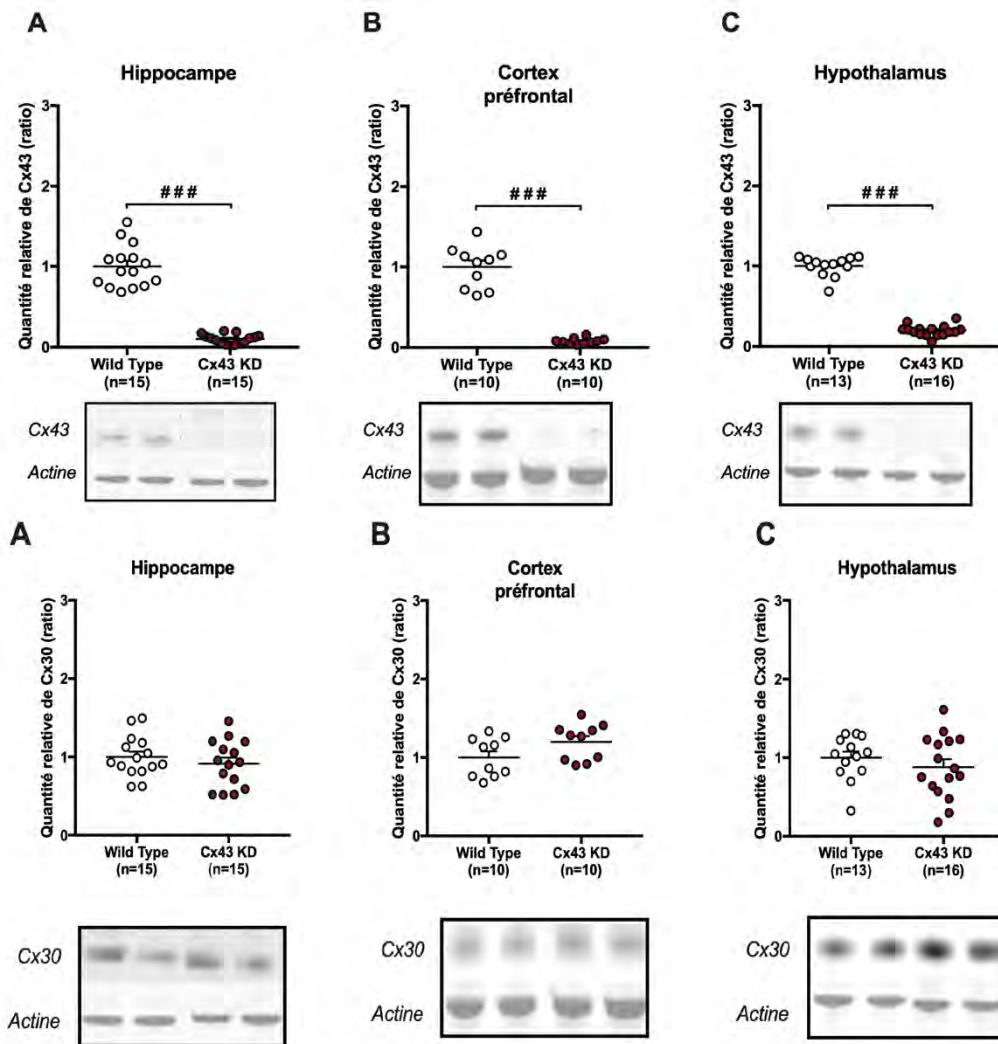 A
Hippocampe
Quantité relative de Cx43 (ratio)
3
2
1
0
###
Wild Type
(n=15)
Cx43 KD
(n=15)
Cx43
Actine
B
Cortex
préfrontal
Quantité relative de Cx43 (ratio)
3
2
1
0
###
Wild Type
(n=10)
Cx43 KD
(n=10)
Cx43
Actine
C
Hypothalamus
Quantité relative de Cx43 (ratio)
3
2
1
0
###
Wild Type
(n=13)
Cx43 KD
(n=16)
Cx43
Actine
A
Hippocampe
Quantité relative de Cx30 (ratio)
3
2
1
0
Wild Type
(n=15)
Cx43 KD
(n=15)
Cx30
Actine
B
Cortex
préfrontal
Quantité relative de Cx30 (ratio)
3
2
1
0
Wild Type
(n=10)
Cx43 KD
(n=10)
Cx30
Actine
C
Hypothalamus
Quantité relative de Cx30 (ratio)
3
2
1
0
Wild Type
(n=13)
Cx43 KD
(n=16)
Cx30
Actine